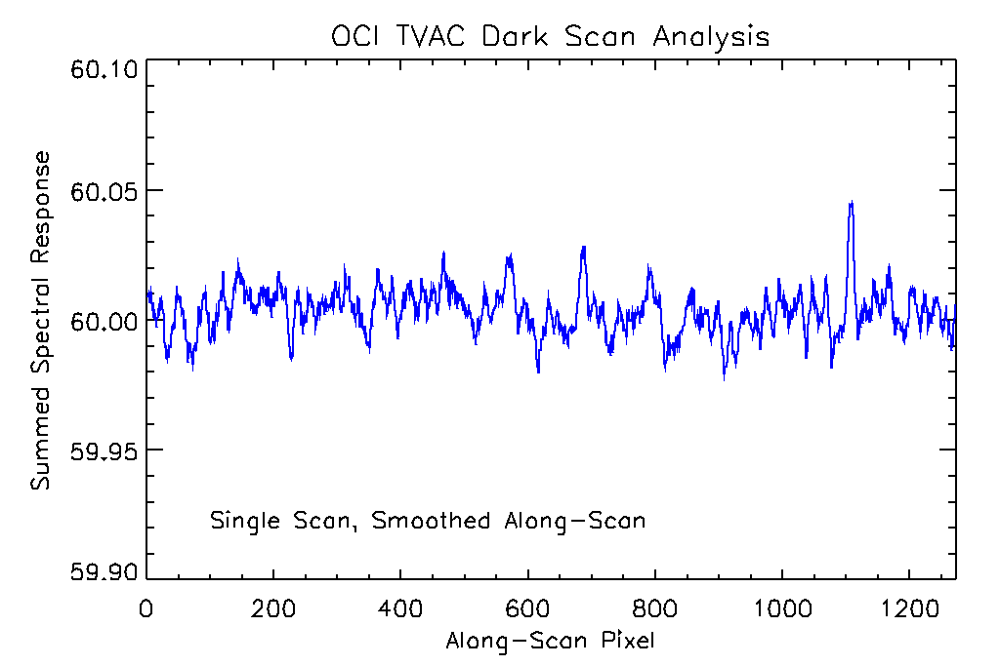 OCI TVAC Dark Scan Analysis
60.10
60.05
60.00
59.95
59.90
Summed Spectral Response
Single Scan, Smoothed Along-Scan
0 200 400 600 800 1000 1200
Along-Scan Pixel